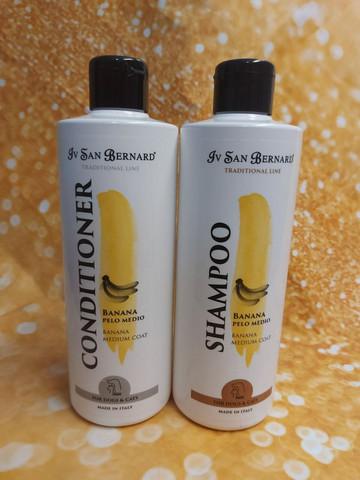 Iv San Bernard®
TRADITIONAL LINE
CONDITIONER
BANANA
PELO MEDIO
BANANA
MEDIUM COAT
FOR DOGS & CATS
MADE IN ITALY
Iv San Bernard®
TRADITIONAL LINE
SHAMPOO
BANANA
PELO MEDIO
BANANA
MEDIUM COAT
FOR DOGS & CATS
MADE IN ITALY